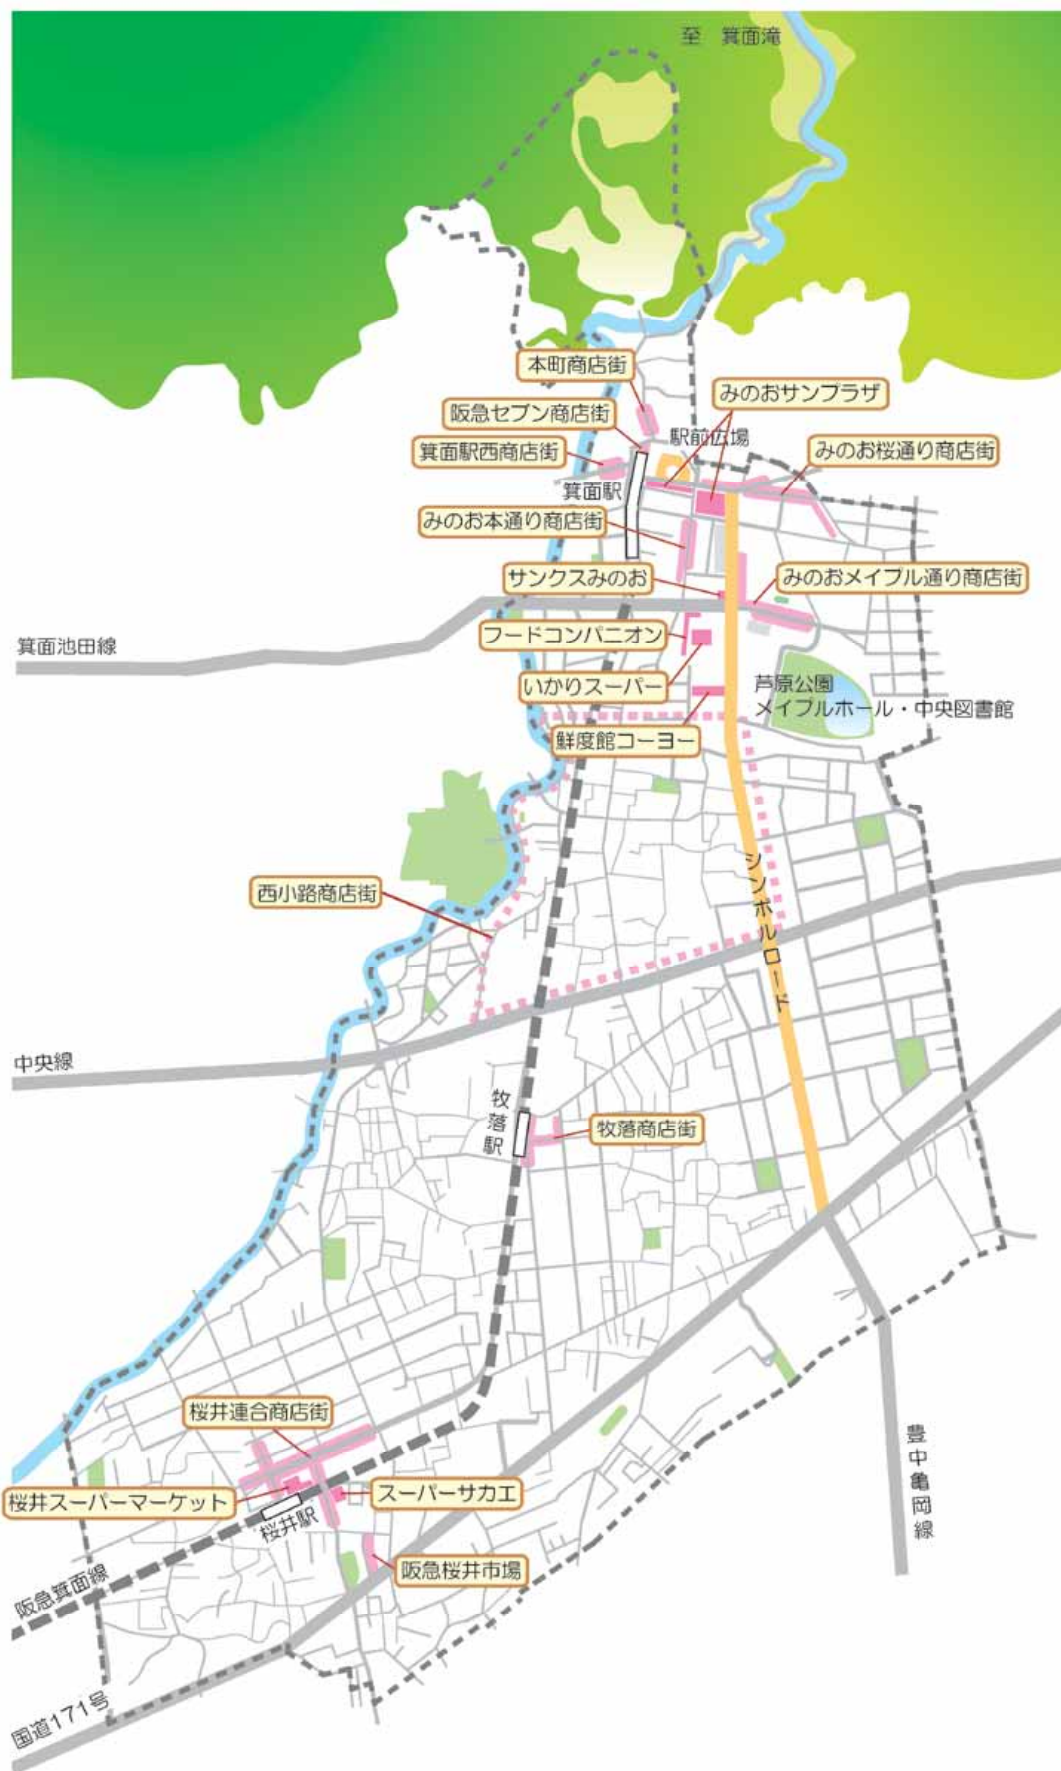 至 箕面滝
本町商店街
みのおサンプラザ
阪急セブン商店街
駅前広場
箕面駅西商店街
みのお桜通り商店街
箕面駅
みのお本通り商店街
サンクスみのお
みのおメイプル通り商店街
フードコンパニオン
箕面池田線
いかりスーパー
芦原公園
メイプルホール・中央図書館
鮮度館コーヨー
西小路商店街
シンボルロード
中央線
牧落駅
牧落商店街
桜井連合商店街
豊中亀岡線
桜井スーパーマーケット
スーパーサカエ
桜井駅
阪急桜井市場
阪急箕面線
国道171号